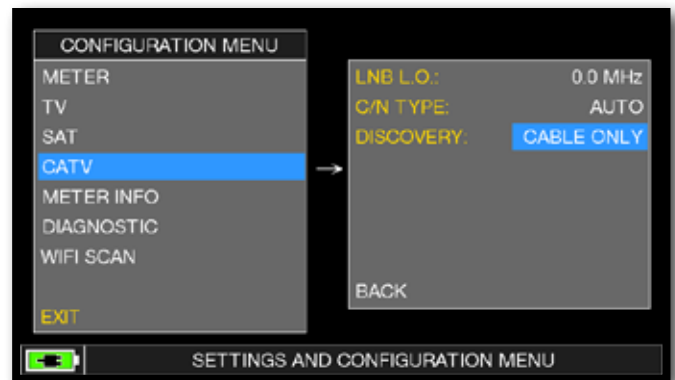 CONFIGURATION MENU
METER
TV
SAT
CATV
METER INFO
DIAGNOSTIC
WIFI SCAN
EXIT
LNB L.O.: 0.0 MHz
C/N TYPE: AUTO
DISCOVERY: CABLE ONLY
BACK
SETTINGS AND CONFIGURATION MENU